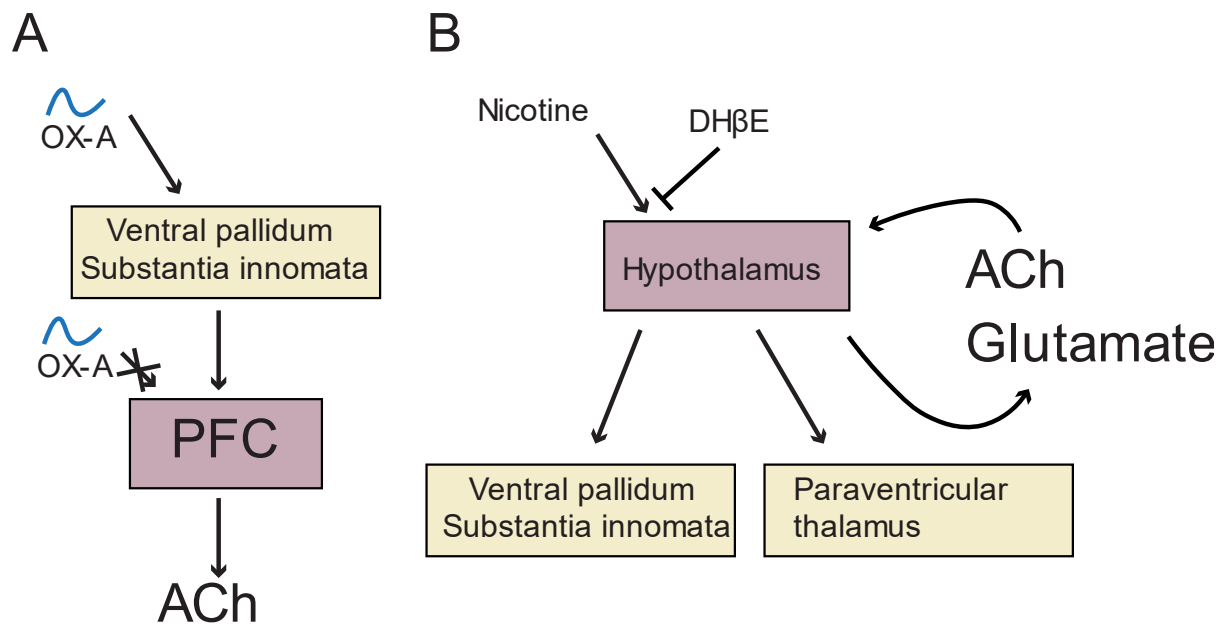 A
OX-A
Ventral pallidum
Substantia innomata
OX-A
PFC
ACh
B
Nicotine
DHβE
Hypothalamus
ACh
Glutamate
Ventral pallidum
Substantia innomata
Paraventricular
thalamus